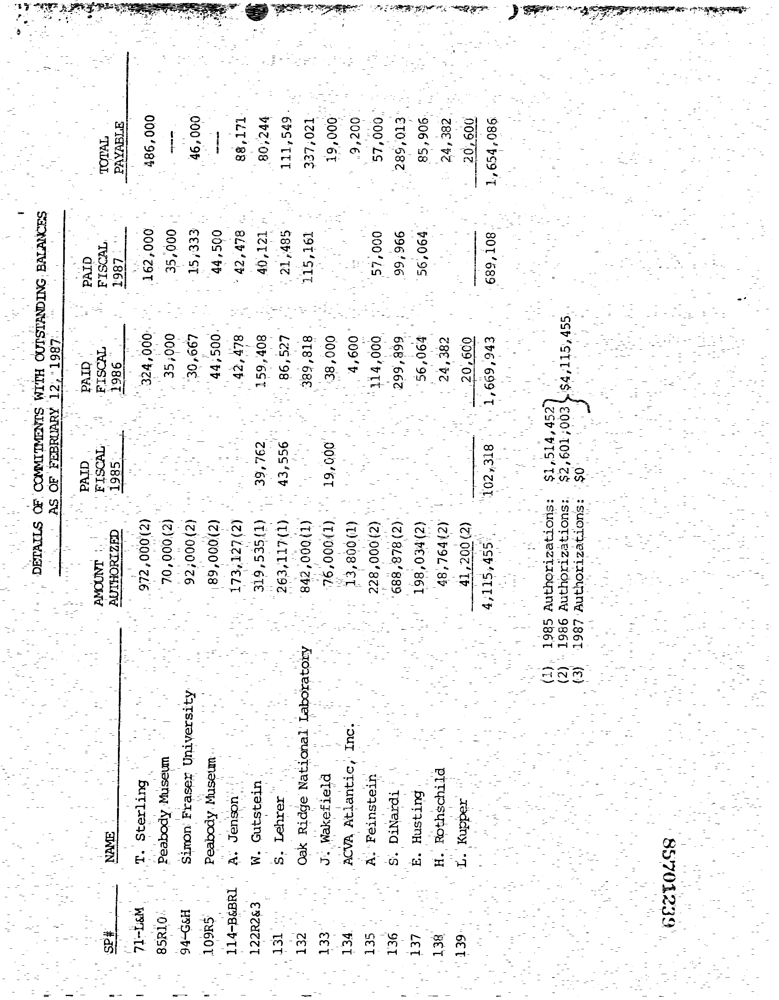 DETAILS OF COMMITMENTS WITH OUTSTANDING BALANCES
AS OF FEBRUARY 12, 1987
SP# NAME AMOUNT AUTHORIZED PAID FISCAL 1985 PAID FISCAL 1986 PAID FISCAL 1987 TOTAL PAYABLE
71-L&M T. Sterling 972,000(2) 324,000 162,000 486,000
85R10 Peabody Museum 70,000(2) 35,000 35,000 ---
94-G&H Simon Fraser University 92,000(2) 30,667 15,333 46,000
109R5 Peabody Museum 89,000(2) 44,500 44,500 ---
114-B&BR1 A. Jenson 173,127(2) 42,478 42,478 88,171
122R2&3 W. Gutstein 319,535(1) 39,762 159,408 40,121 80,244
131 S. Lehrer 263,117(1) 43,556 86,527 21,485 111,549
132 Oak Ridge National Laboratory 842,000(1) 389,818 115,161 337,021
133 J. Wakefield 76,000(1) 19,000 38,000 19,000
134 ACVA Atlantic, Inc. 13,800(1) 4,600 9,200
135 A. Feinstein 228,000(2) 114,000 57,000 57,000
136 S. DiNardi 688,878(2) 299,899 99,966 289,013
137 E. Husting 198,034(2) 56,064 56,064 85,906
138 H. Rothschild 48,764(2) 24,382 24,382
139 L. Kupper 41,200(2) 20,600 20,600
4,115,455 102,318 1,669,943 689,108 1,654,086
(1) 1985 Authorizations: $1,514,452
(2) 1986 Authorizations: $2,601,003 $4,115,455
(3) 1987 Authorizations: $0
85701239